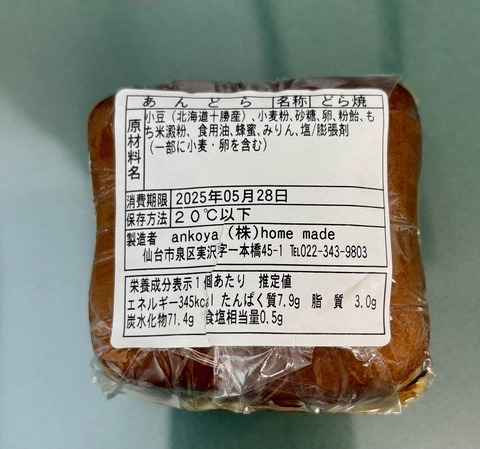 あんどら 名称 どら焼
原材料名 小豆(北海道十勝産)、小麦粉、砂糖、卵、粉飴、も
ち米澱粉、食用油、蜂蜜、みりん、塩/膨張剤
(一部に小麦・卵を含む)
消費期限 2025年05月28日
保存方法 20℃以下
製造者 ankoya (株)home made
仙台市泉区実沢字一本橋45-1 TEL022-343-9803
栄養成分表示1個あたり 推定値
エネルギー345kcal たんぱく質7.9g 脂質 3.0g
炭水化物71.4g 食塩相当量0.5g